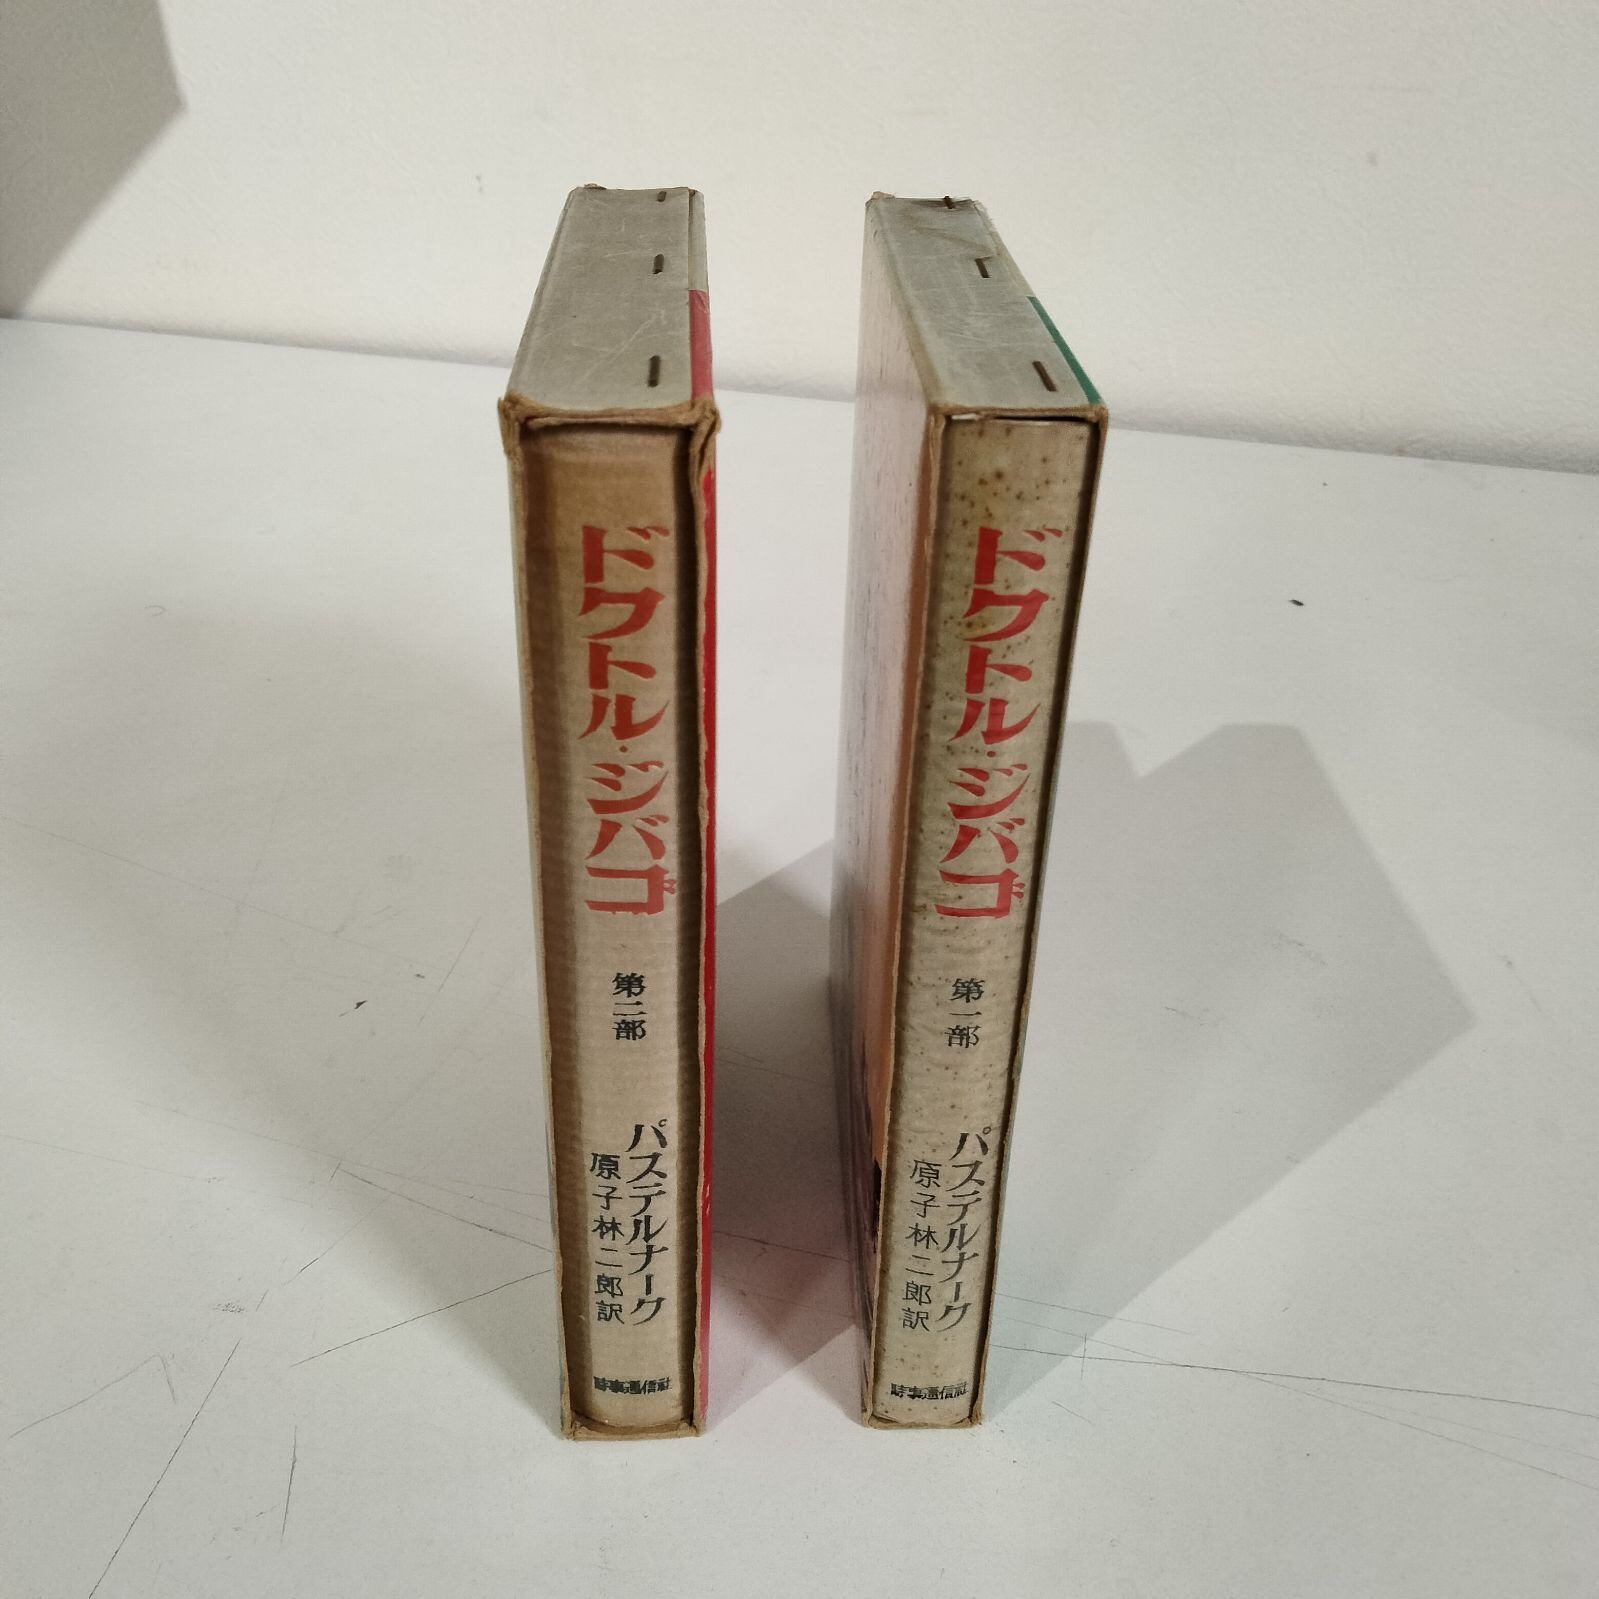 ドクトル・ジバゴ
第二部
パステルナーク
原子林二郎訳
時事通信社
ドクトル・ジバゴ
第一部
パステルナーク
原子林二郎訳
時事通信社